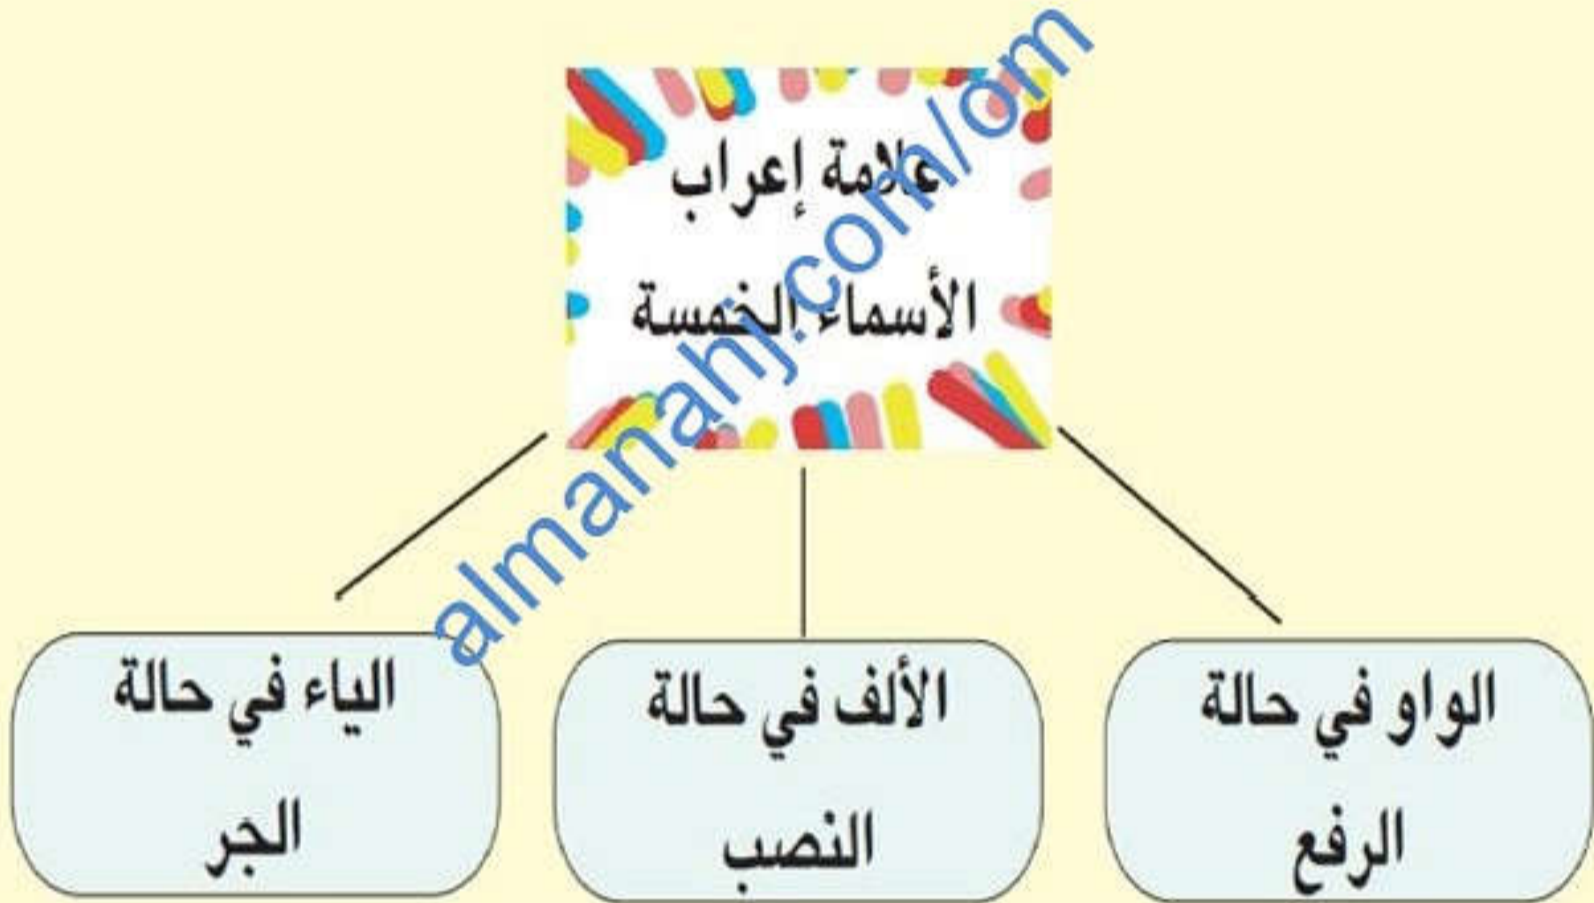 علامة إعراب
الأسماء الخمسة
الواو في حالة
الرفع
الألف في حالة
النصب
الياء في حالة
الجر
almanahj.com/om